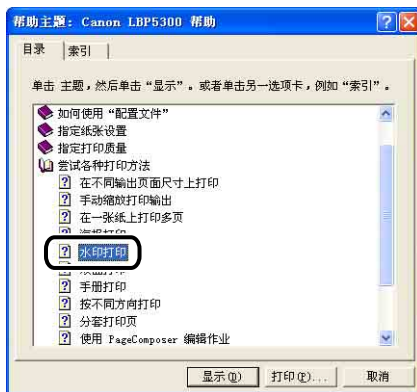 帮助主题: Canon LBP5300 帮助
目录
索引
单击 主题，然后单击“显示”。或者单击另一选项卡，例如“索引”。
如何使用“配置文件”
指定纸张设置
指定打印质量
尝试各种打印方法
在不同输出页面尺寸上打印
手动缩放打印输出
在一张纸上打印多页
海报打印
水印打印
手册打印
按不同方向打印
分套打印页
使用 PageComposer 编辑作业
显示(D)
打印(P)...
取消